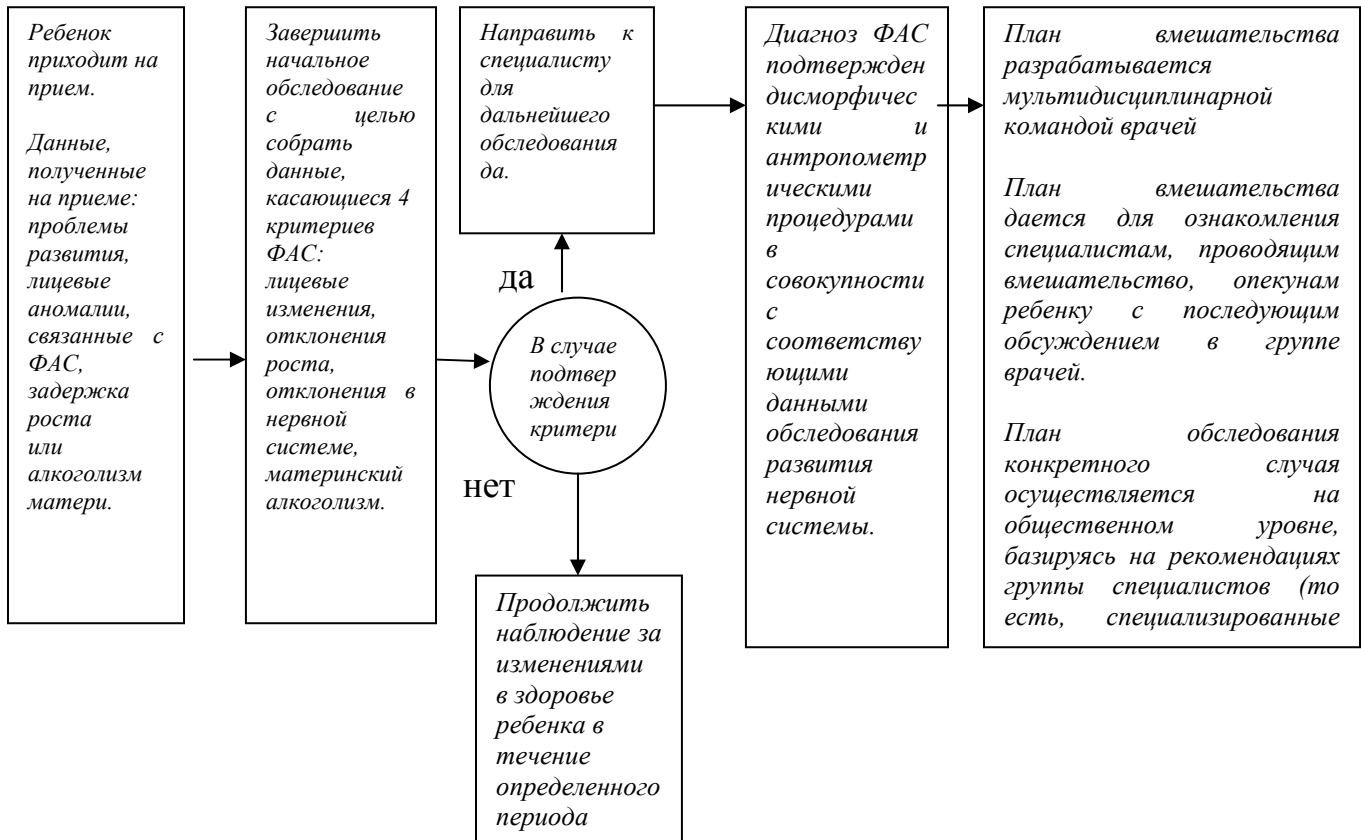 Ребенок
приходит на
прием.
Данные,
полученные
на приеме:
проблемы
развития,
лицевые
аномалии,
связанные с
ФАС,
задержка
роста
или
алкоголизм
матери.
Завершить
начальное
обследование
с целью
собрать
данные,
касающиеся 4
критериев
ФАС:
лицевые
изменения,
отклонения
роста,
отклонения в
нервной
системе,
материнский
алкоголизм.
Направить к
специалисту
для
дальнейшего
обследования
да.
да
В случае
подтвер
ждения
критери
нет
Продолжить
наблюдение за
изменениями
в здоровье
ребенка в
течение
определенного
периода
Диагноз ФАС
подтвержден
дисморфичес
кими и
антропометр
ическими
процедурами
в
совокупности
с
соответству
ющими
данными
обследования
развития
нервной
системы.
План вмешательства
разрабатывается
мультидисциплинарной
командой врачей
План вмешательства
дается для ознакомления
специалистам, проводящим
вмешательство, опекунам
ребенку с последующим
обсуждением в группе
врачей.
План обследования
конкретного случая
осуществляется на
общественном уровне,
базируясь на рекомендациях
группы специалистов (то
есть, специализированные